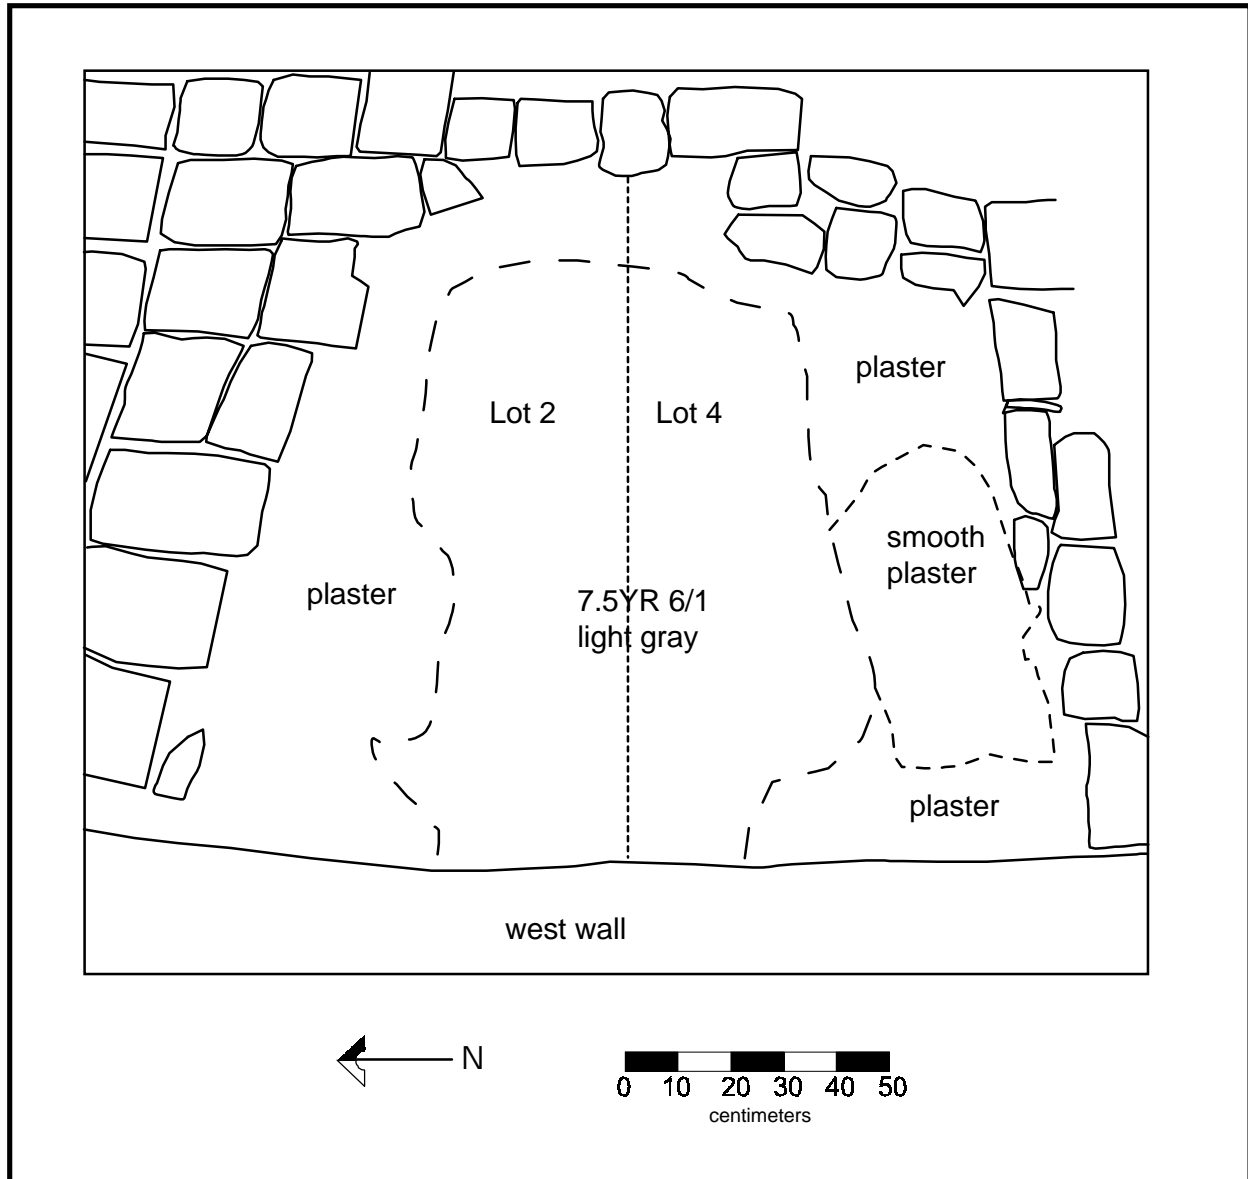 Lot 2
Lot 4
plaster
smooth
plaster
plaster
7.5YR 6/1
light gray
plaster
west wall
N
0 10 20 30 40 50
centimeters